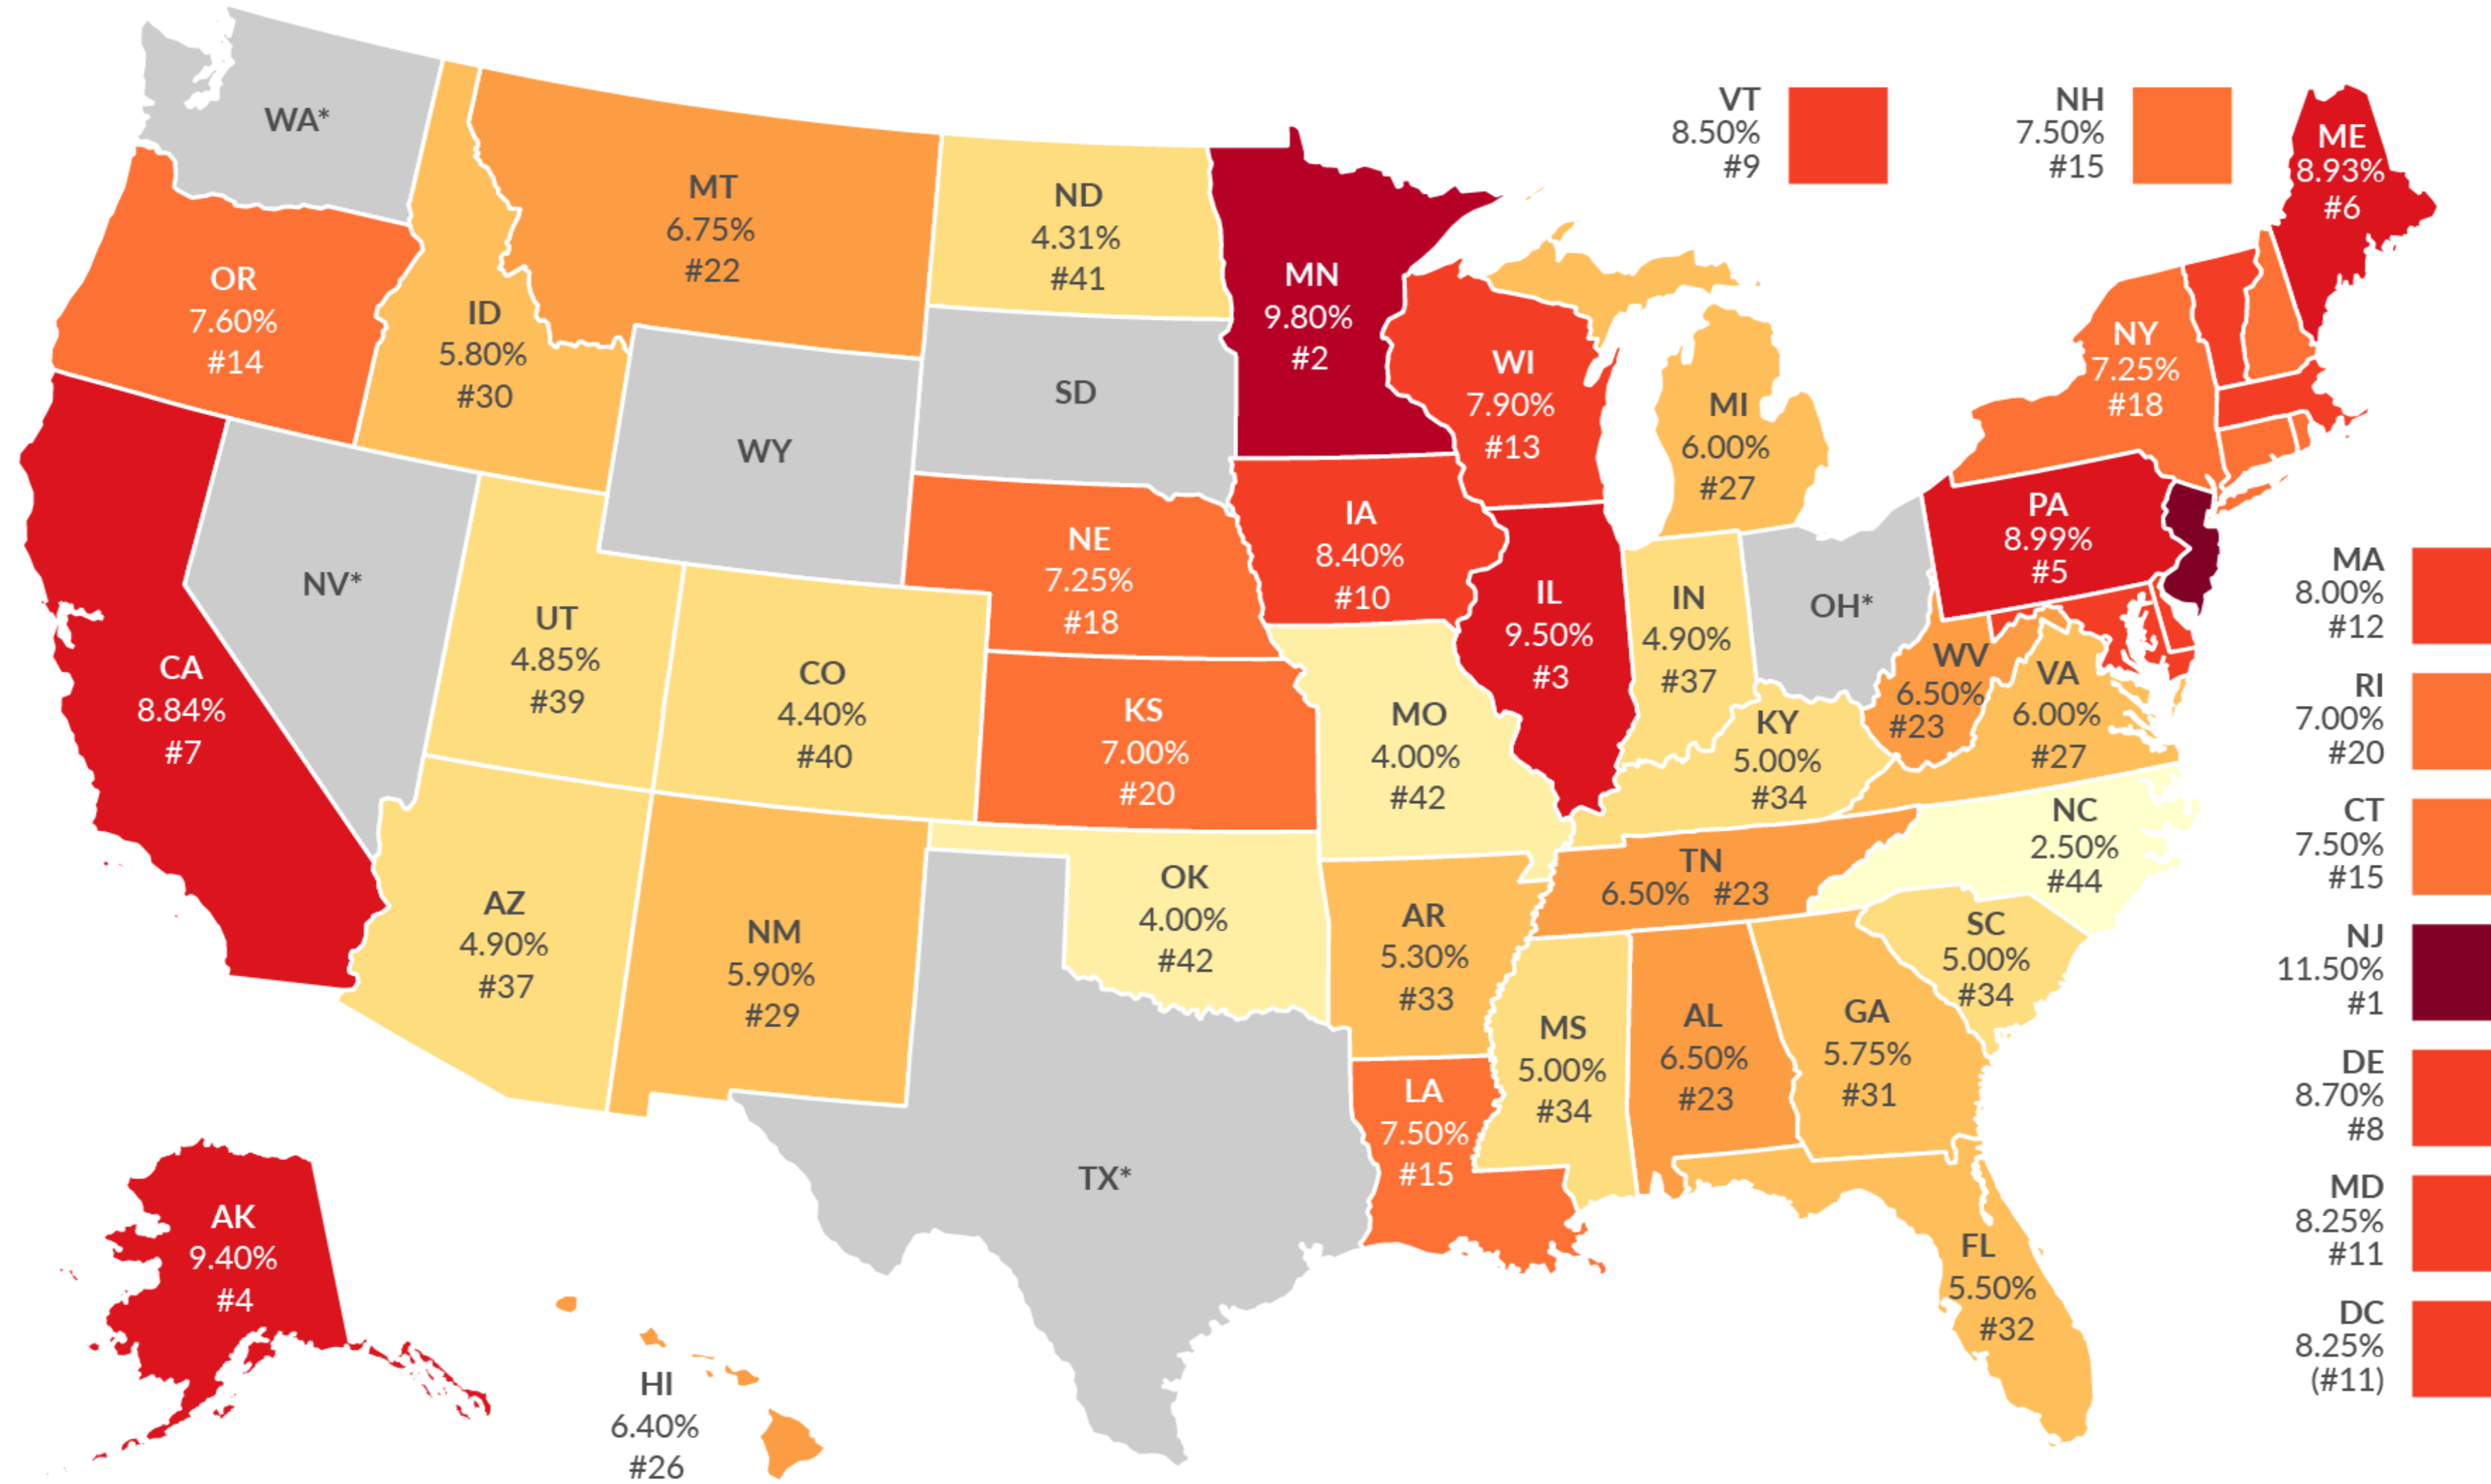 WA*
VT
8.50%
#9
NH
7.50%
#15
ME
8.93%
#6
MT
6.75%
#22
ND
4.31%
#41
OR
7.60%
#14
ID
5.80%
#30
MN
9.80%
#2
WI
7.90%
#13
MI
6.00%
#27
NY
7.25%
#18
SD
WY
NV*
NE
7.25%
#18
IA
8.40%
#10
IL
9.50%
#3
IN
4.90%
#37
OH*
PA
8.99%
#5
MA
8.00%
#12
CA
8.84%
#7
UT
4.85%
#39
CO
4.40%
#40
KS
7.00%
#20
MO
4.00%
#42
KY
5.00%
#34
WV
6.50%
#23
VA
6.00%
#27
RI
7.00%
#20
CT
7.50%
#15
NC
2.50%
#44
TN
6.50% #23
AZ
4.90%
#37
NM
5.90%
#29
OK
4.00%
#42
AR
5.30%
#33
SC
5.00%
#34
NJ
11.50%
#1
MS
5.00%
#34
AL
6.50%
#23
GA
5.75%
#31
DE
8.70%
#8
LA
7.50%
#15
TX*
MD
8.25%
#11
AK
9.40%
#4
FL
5.50%
#32
DC
8.25%
(#11)
HI
6.40%
#26